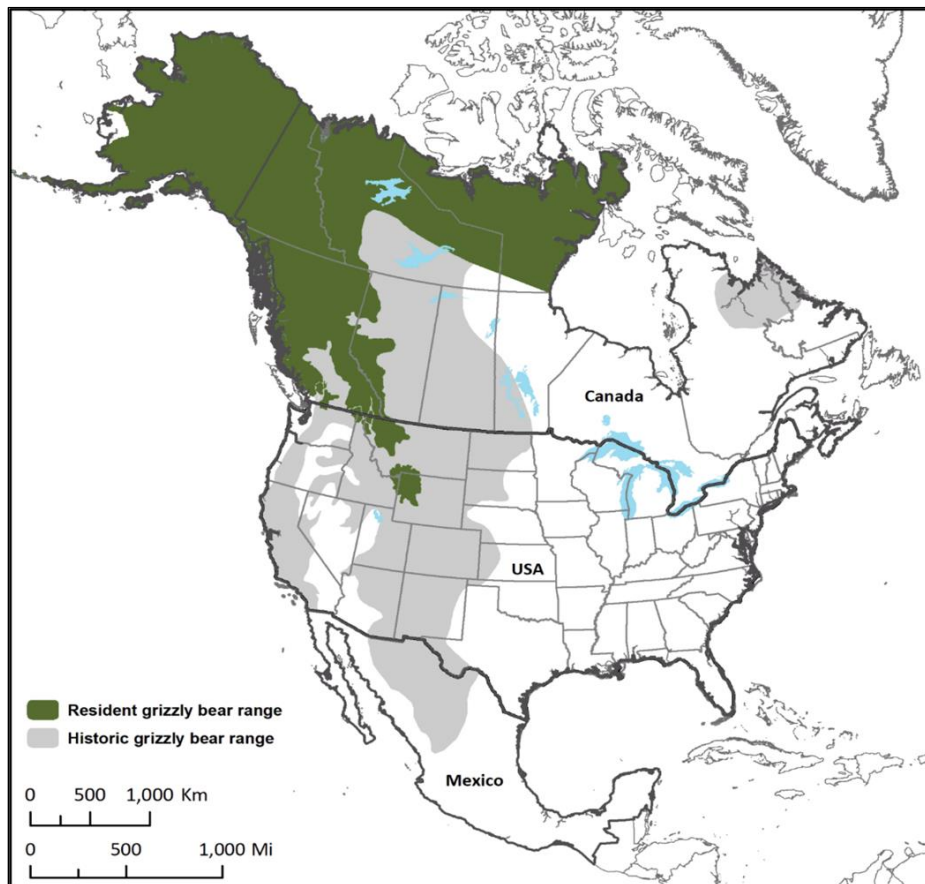 Canada
USA
Mexico
Resident grizzly bear range
Historic grizzly bear range
0 500 1,000 Km
0 500 1,000 Mi